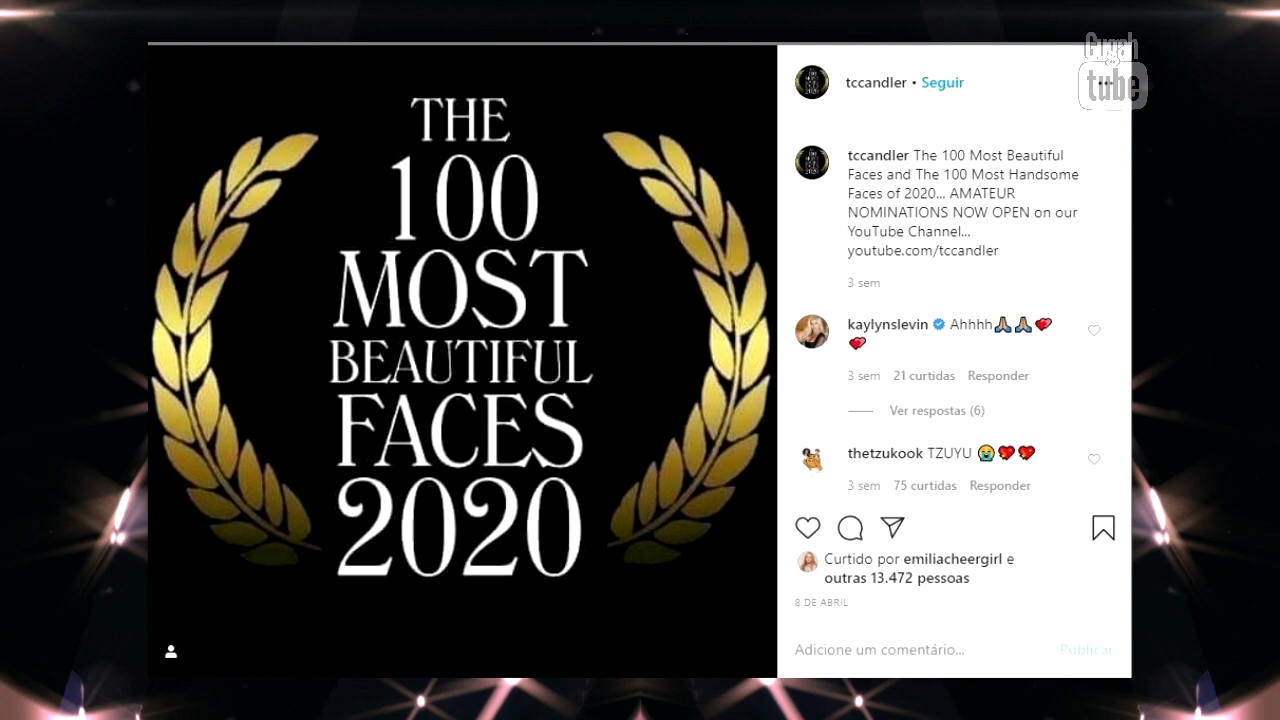 THE
100
MOST
BEAUTIFUL
FACES
2020
Gugah
tube
tccandler • Seguir
tccandler The 100 Most Beautiful
Faces and The 100 Most Handsome
Faces of 2020... AMATEUR
NOMINATIONS NOW OPEN on our
YouTube Channel...
youtube.com/tccandler
3 sem
kaylynslevin Ahhhh🙏🏽🙏🏽💕
💕
3 sem 21 curtidas Responder
Ver respostas (6)
thetzukook TZUYU 😭💖💖
3 sem 75 curtidas Responder
Curtido por emiliacheergirl e
outras 13.472 pessoas
8 DE ABRIL
Adicione um comentário... Publicar